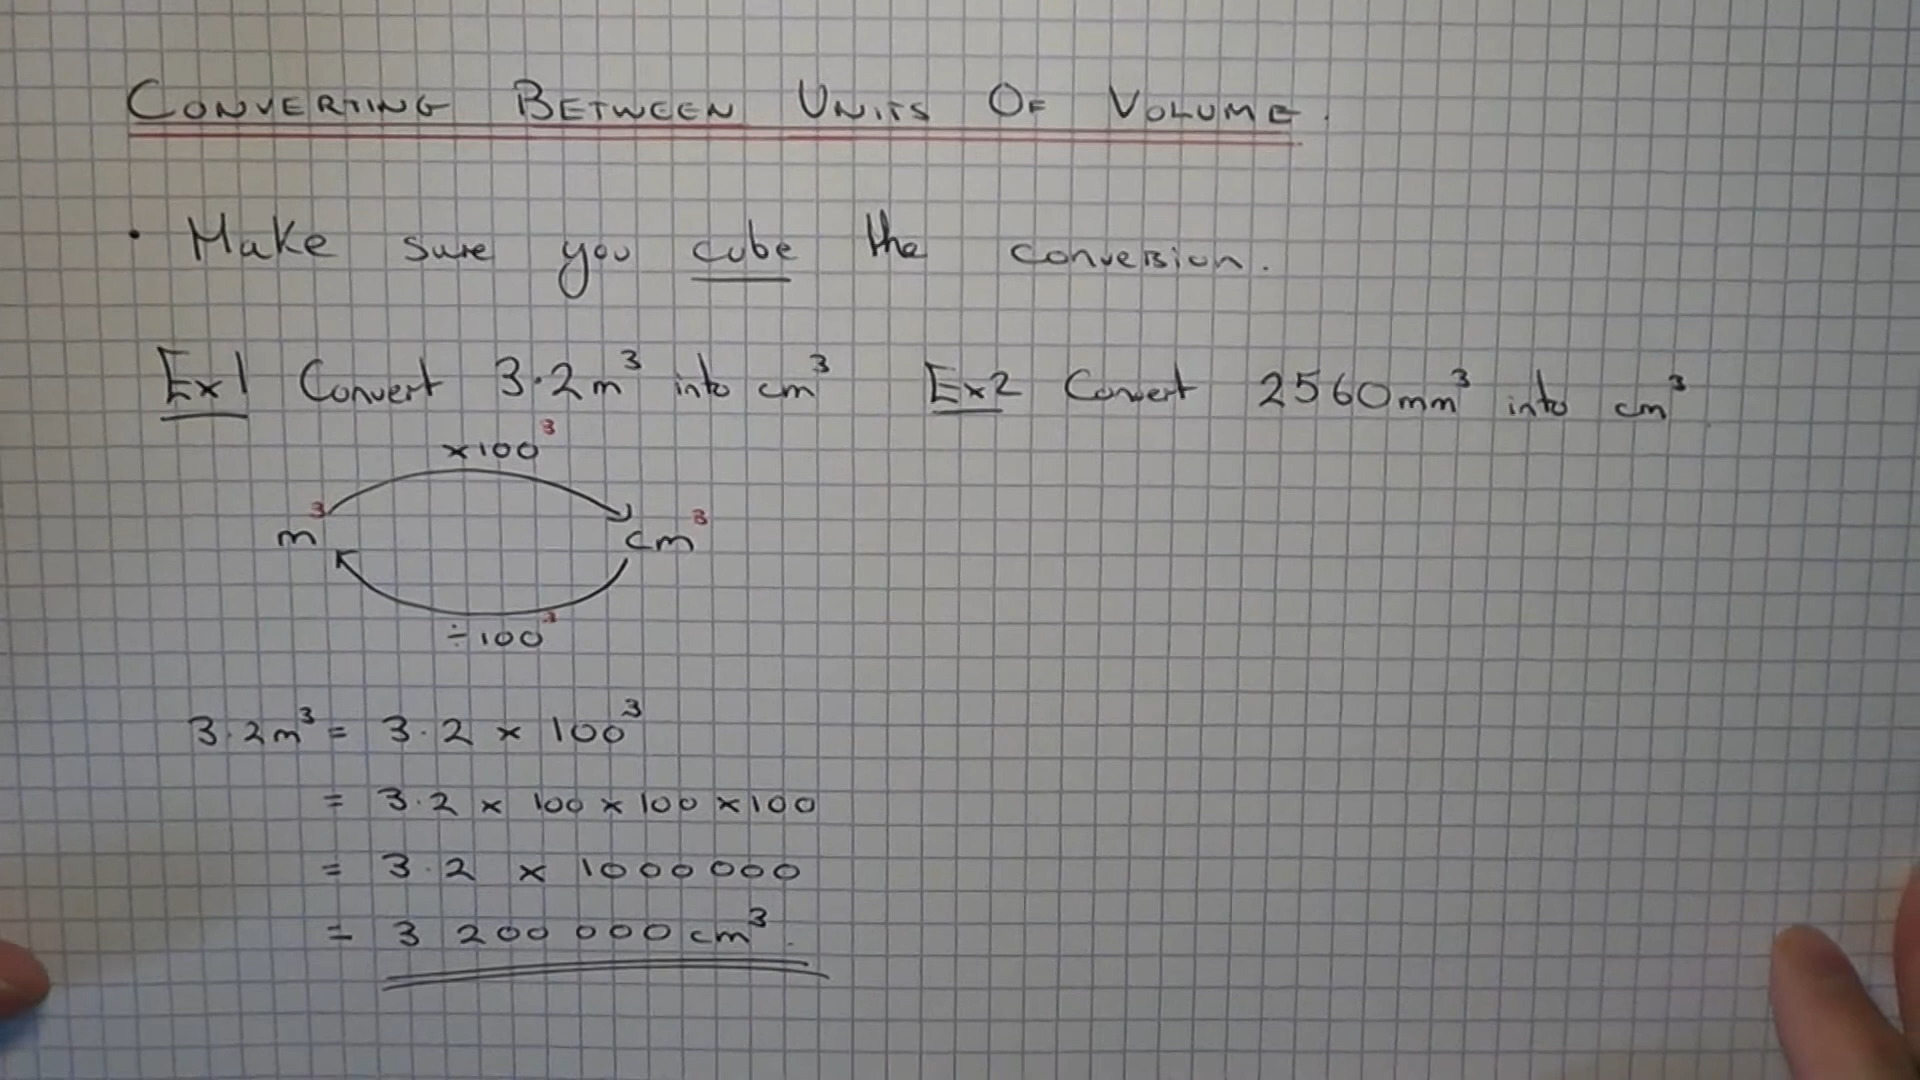 CONVERTING BETWEEN UNITS OF VOLUME.
• Make sure you cube the conversion.
Ex1 Convert 3.2m³ into cm³
×100³
m³ cm³
÷100³
3.2m³ = 3.2 × 100³
= 3.2 × 100 × 100 × 100
= 3.2 × 1000000
= 3 200 000 cm³.
Ex2 Convert 2560mm³ into cm³